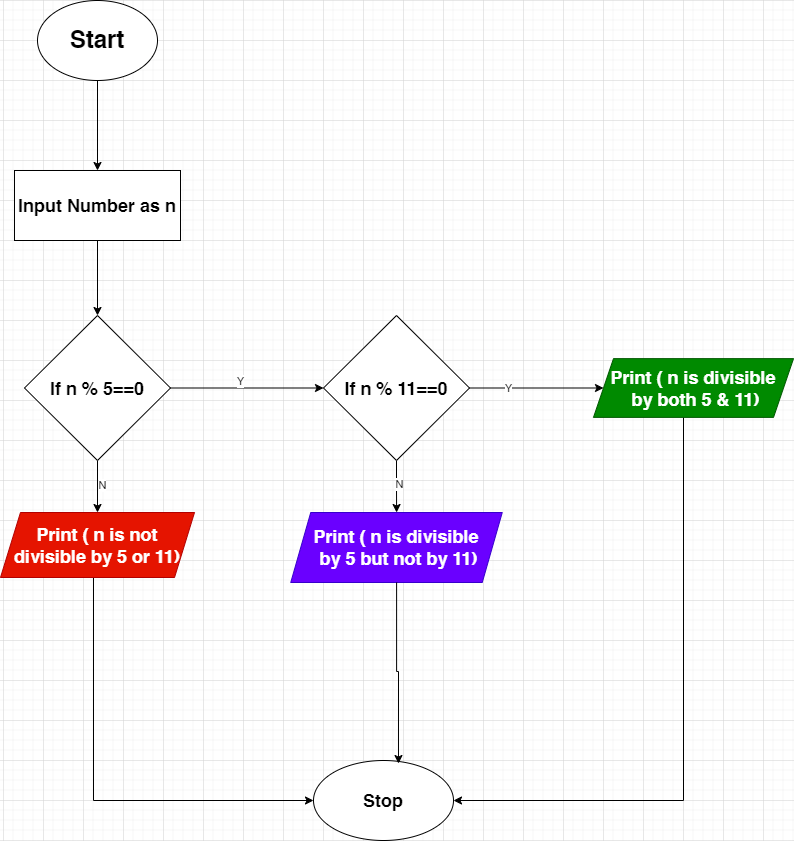 Start
Input Number as n
If n % 5==0
Y
If n % 11==0
Y
Print ( n is divisible
by both 5 & 11)
N
N
Print ( n is not
divisible by 5 or 11)
Print ( n is divisible
by 5 but not by 11)
Stop